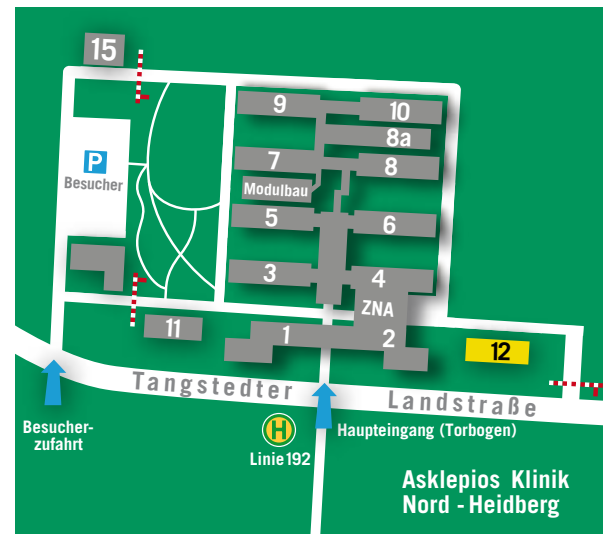 15
9
10
8a
7
8
P
Besucher
Modulbau
5
6
3
4
ZNA
11
1
2
12
Tangstedter Landstraße
Besucher-
zufahrt
H
Linie 192
Haupteingang (Torbogen)
Asklepios Klinik
Nord - Heidberg